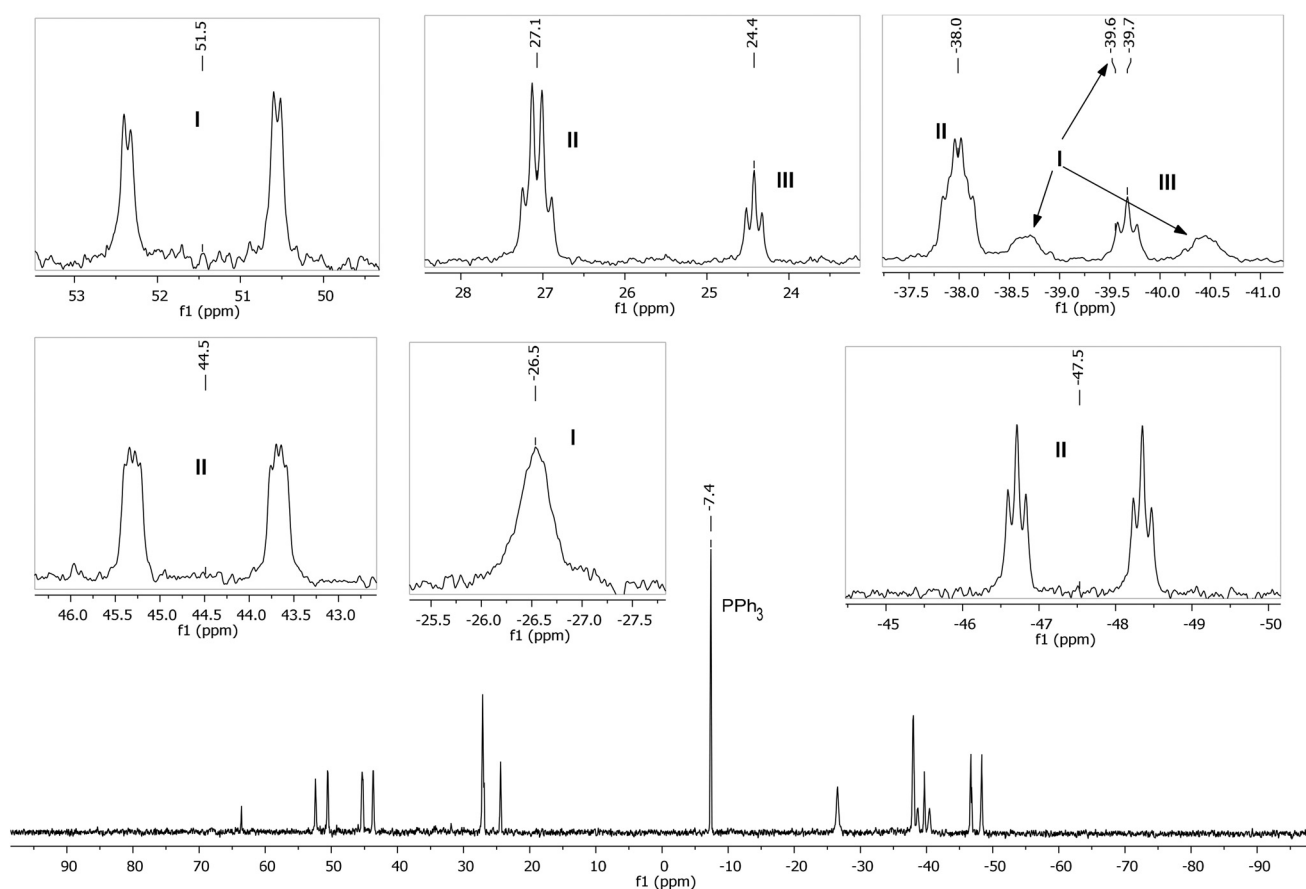 51.5
I
53 52 51 50
f1 (ppm)
27.1
24.4
II
III
28 27 26 25 24
f1 (ppm)
-38.0
-39.6
-39.7
II
I
III
-37.5 -38.0 -38.5 -39.0 -39.5 -40.0 -40.5 -41.0
f1 (ppm)
44.5
II
46.0 45.5 45.0 44.5 44.0 43.5 43.0
f1 (ppm)
-26.5
I
-25.5 -26.0 -26.5 -27.0 -27.5
f1 (ppm)
-7.4
PPh3
-47.5
II
-45 -46 -47 -48 -49 -50
f1 (ppm)
90 80 70 60 50 40 30 20 10 0 -10 -20 -30 -40 -50 -60 -70 -80 -90
f1 (ppm)